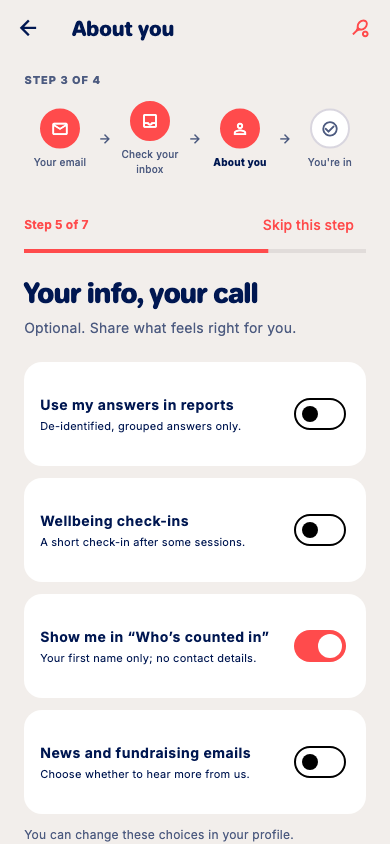 About you
STEP 3 OF 4
Your email
Check your
inbox
About you
You're in
Step 5 of 7
Skip this step
Your info, your call
Optional. Share what feels right for you.
Use my answers in reports
De-identified, grouped answers only.
Wellbeing check-ins
A short check-in after some sessions.
Show me in “Who’s counted in”
Your first name only; no contact details.
News and fundraising emails
Choose whether to hear more from us.
You can change these choices in your profile.